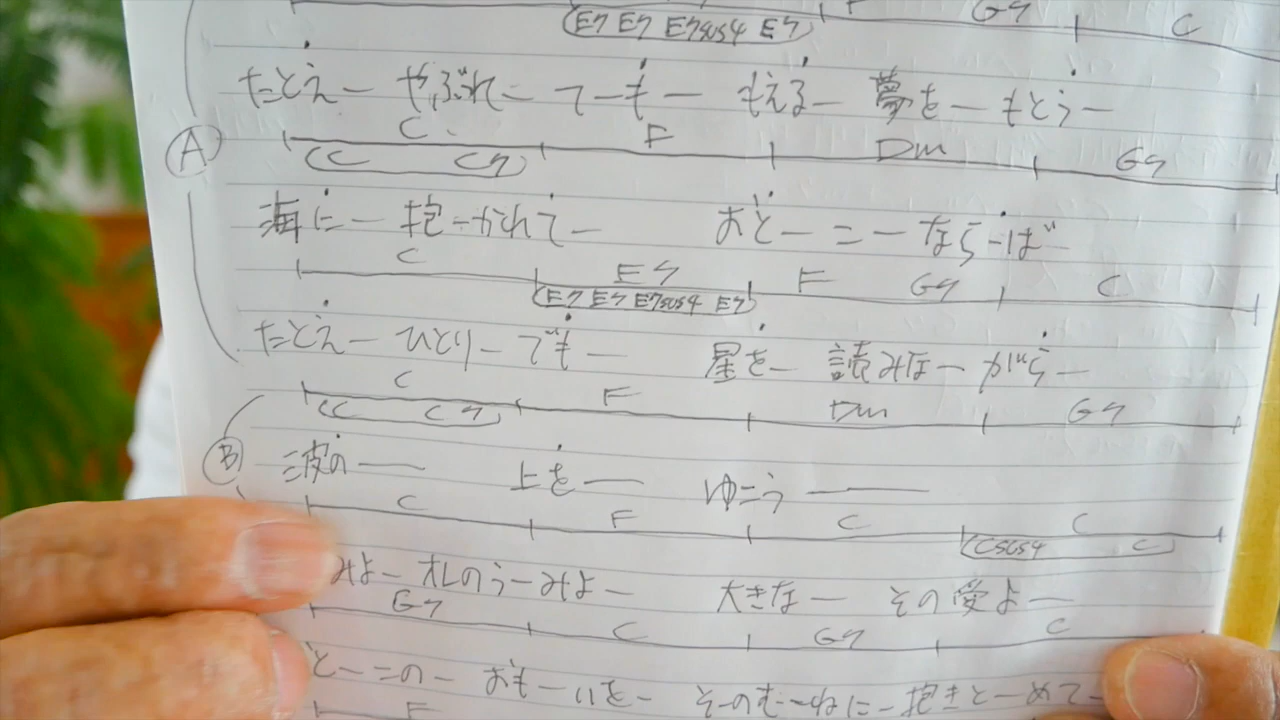 E7 E7 E7sus4 E7 F G7 C
たとえー やぶれー てーもー もえるー 夢をー もとうー
Ⓐ C F Dm G7
(C C7)
海にー 抱ーかれてー おとーこーならーば
C E7 F G7 C
(E7 E7 E7sus4 E7)
たとえー ひとりーでもー 星をー 読みなーがらー
C F Dm G7
(C C7)
Ⓑ 波の― 上を― ゆこう―
C F C C
(Csus4 C)
みよー オレのうーみよー 大きなー その愛よー
G7 C G7 C
とーこのー おもーいをー そのむーねにー抱きとーめてー
F